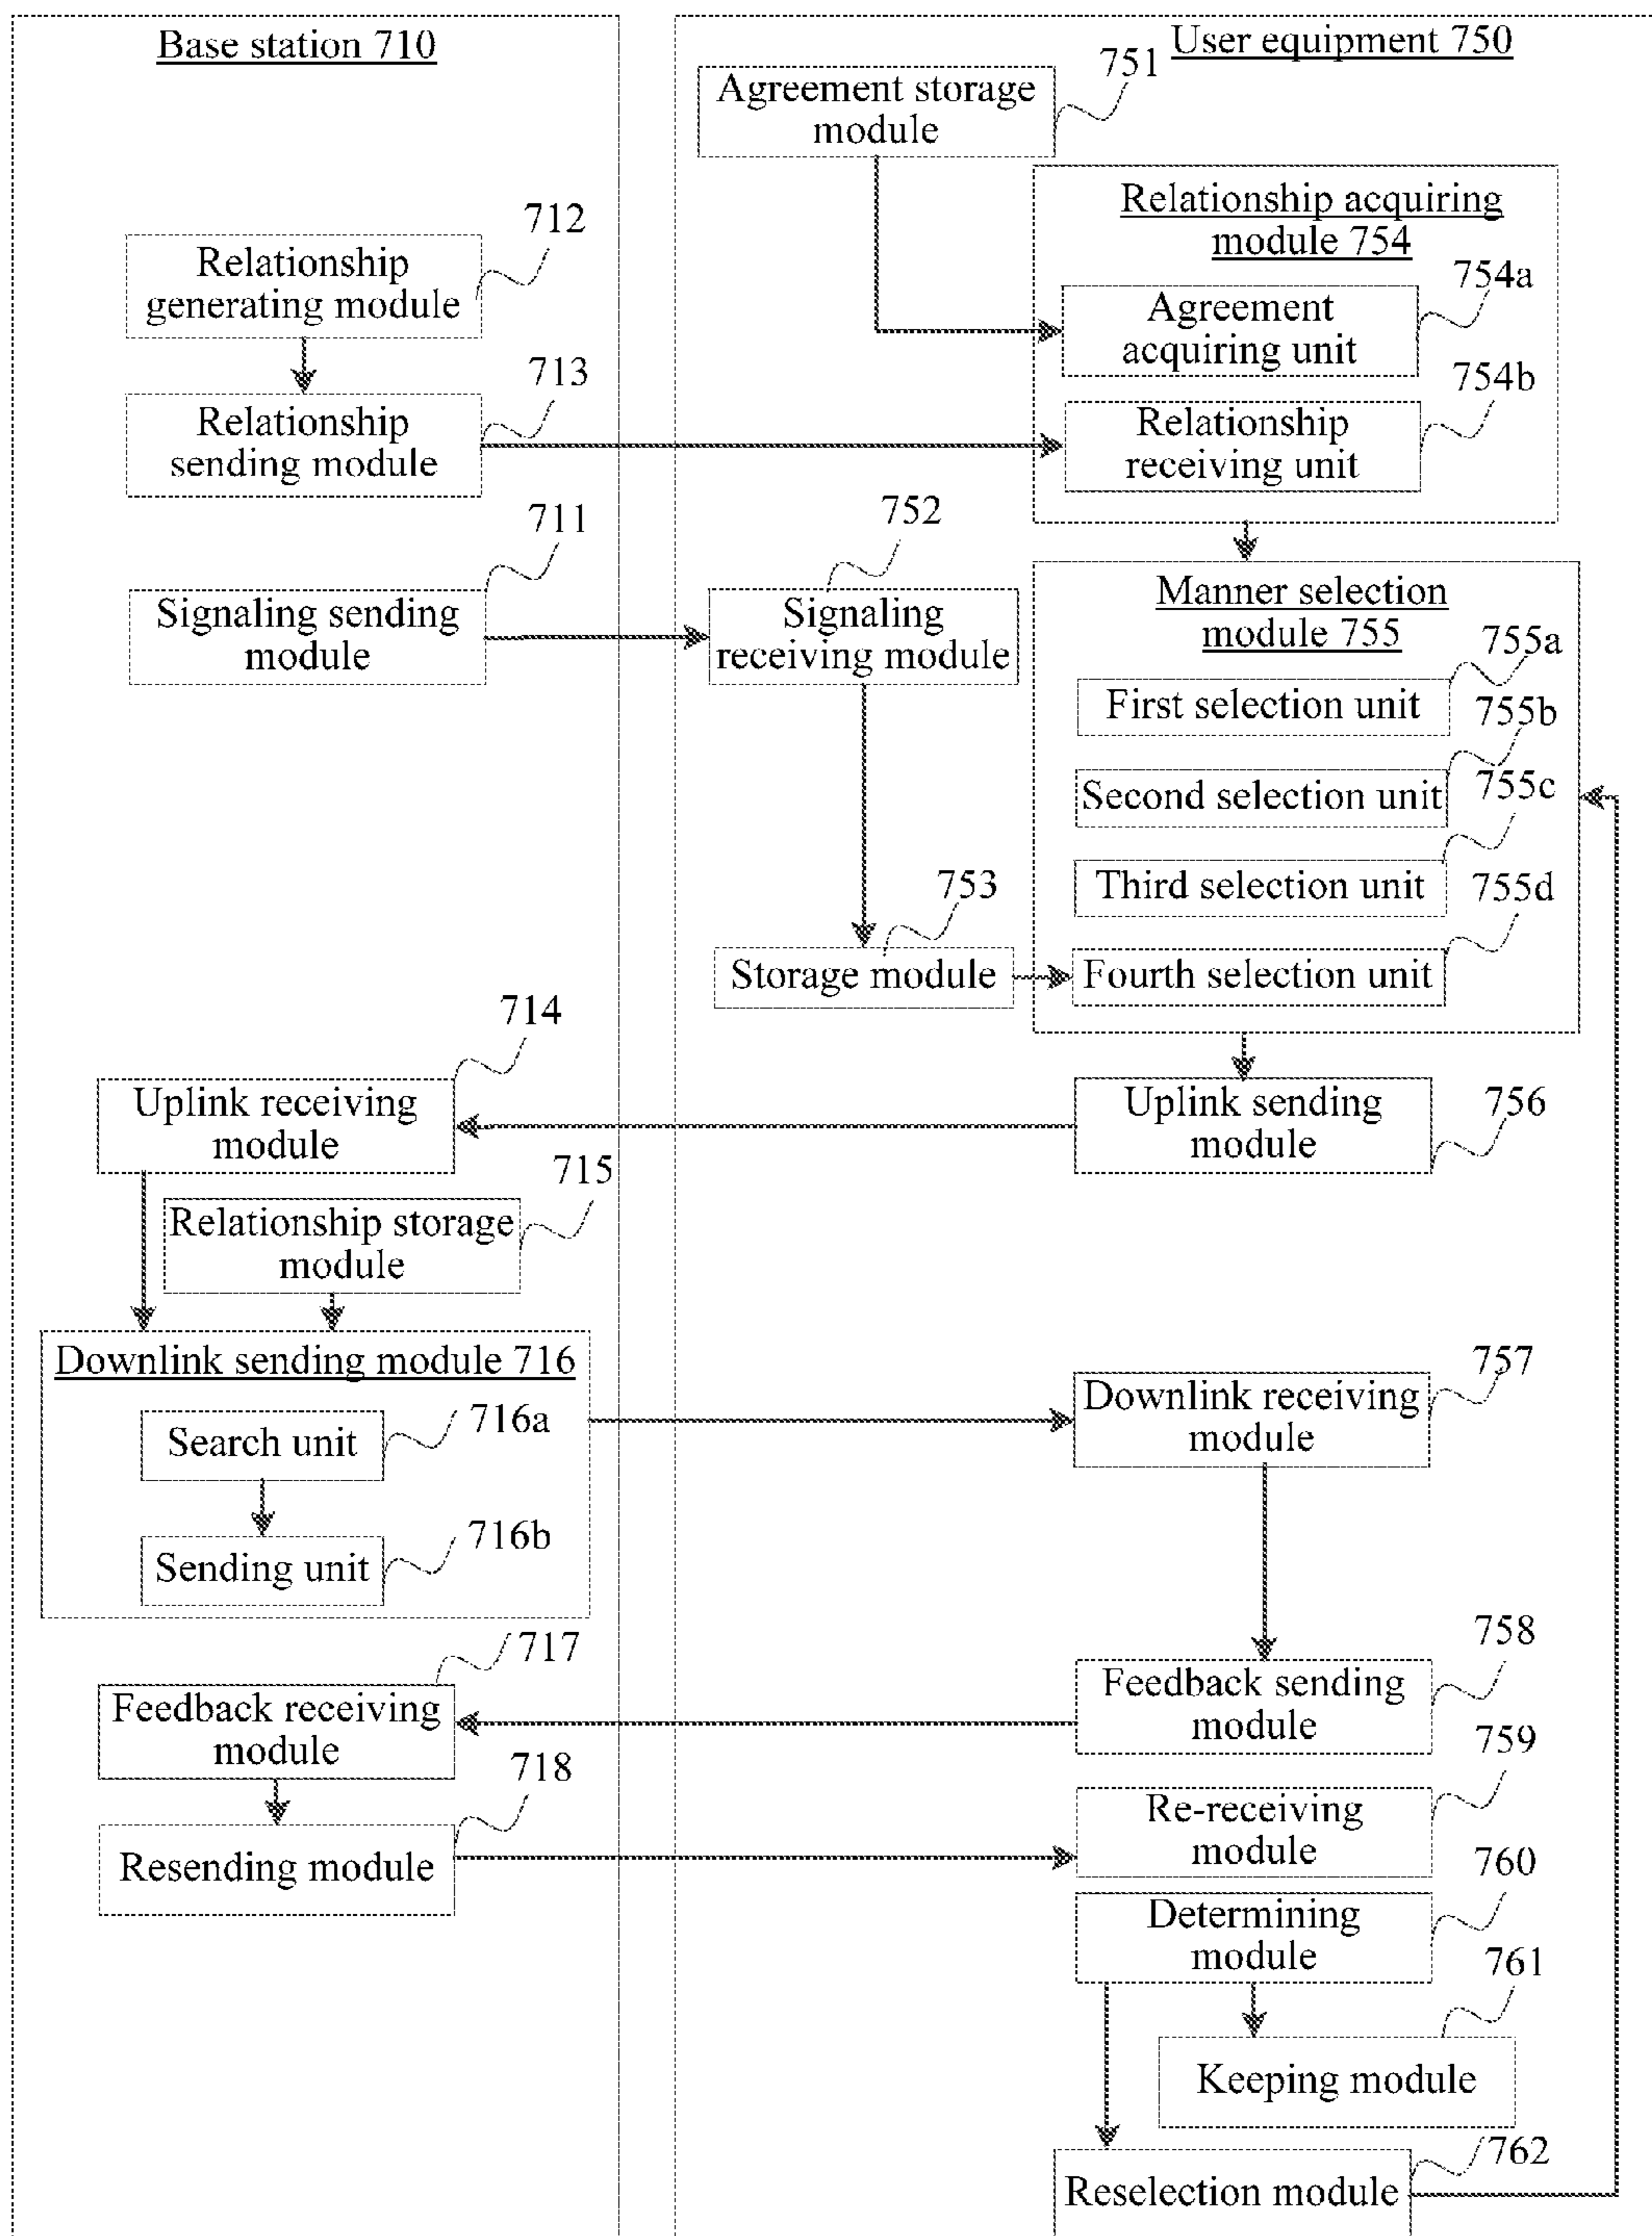 Base station 710
712
Relationship
generating module
713
Relationship
sending module
711
Signaling sending
module
714
Uplink receiving
module
715
Relationship storage
module
Downlink sending module 716
Search unit
716a
Sending unit
716b
717
Feedback receiving
module
718
Resending module
User equipment 750
751
Agreement storage
module
Relationship acquiring
module 754
754a
Agreement
acquiring unit
754b
Relationship
receiving unit
752
Signaling
receiving module
753
Storage module
Manner selection
module 755
755a
First selection unit
755b
Second selection unit
755c
Third selection unit
755d
Fourth selection unit
Uplink sending
module
756
Downlink receiving
module
757
Feedback sending
module
758
Re-receiving
module
759
Determining
module
760
Keeping module
761
Reselection module
762